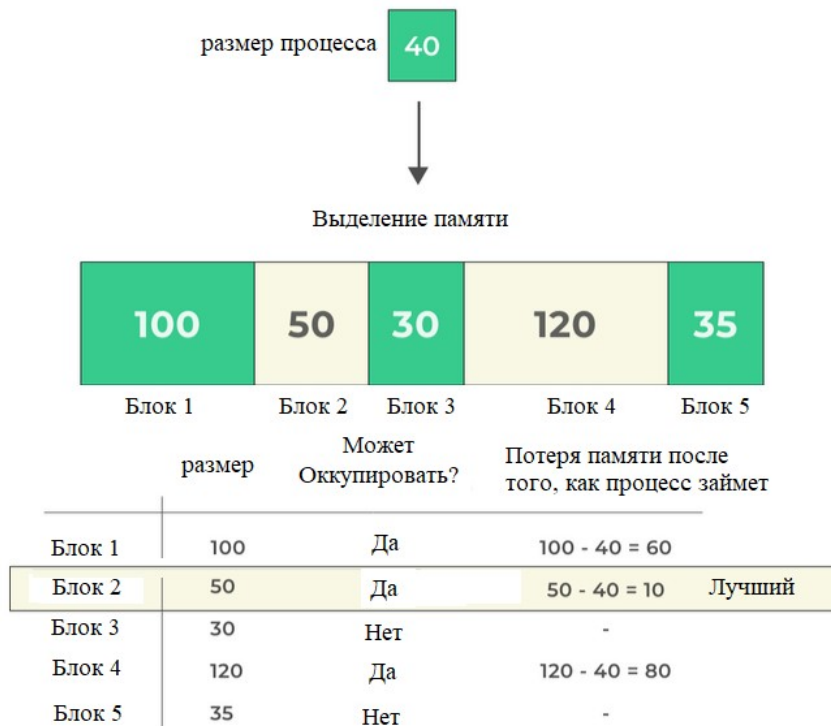 размер процесса 40
Выделение памяти
100 50 30 120 35
Блок 1 Блок 2 Блок 3 Блок 4 Блок 5
размер Может Оккупировать? Потеря памяти после того, как процесс займет
Блок 1 100 Да 100 - 40 = 60
Блок 2 50 Да 50 - 40 = 10 Лучший
Блок 3 30 Нет -
Блок 4 120 Да 120 - 40 = 80
Блок 5 35 Нет -